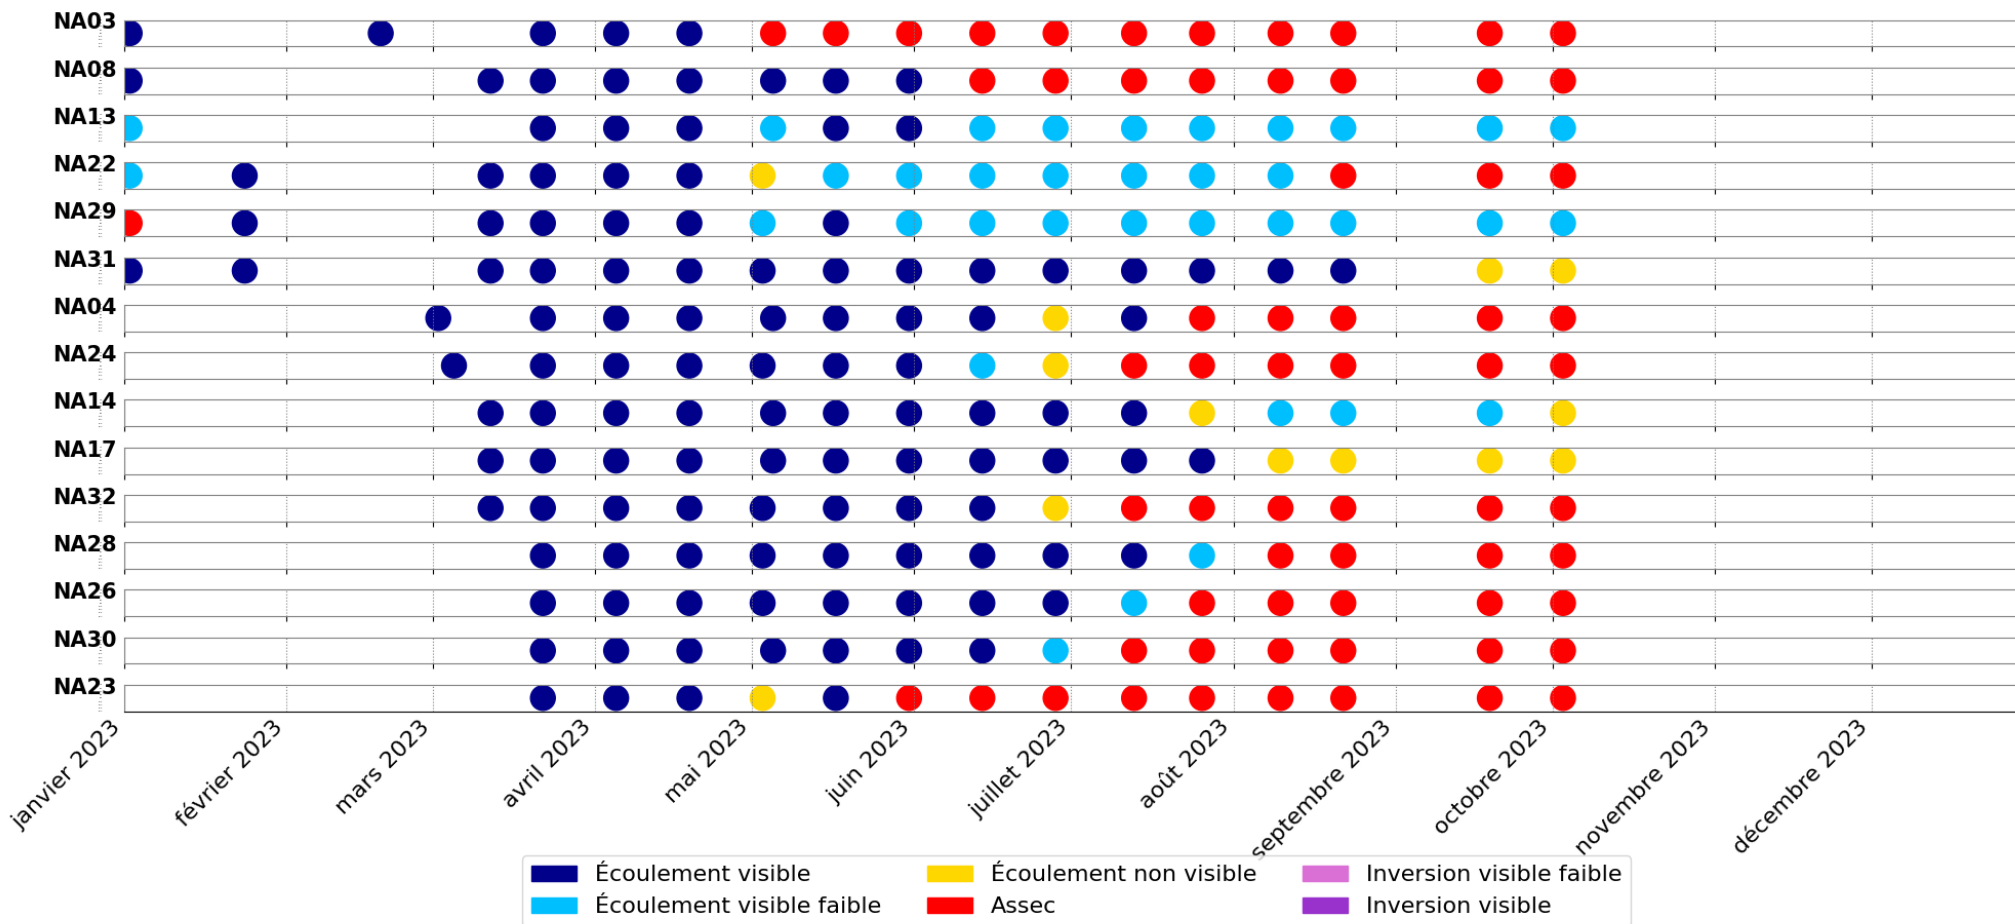 NA03
NA08
NA13
NA22
NA29
NA31
NA04
NA24
NA14
NA17
NA32
NA28
NA26
NA30
NA23
janvier 2023
février 2023
mars 2023
avril 2023
mai 2023
juin 2023
juillet 2023
août 2023
septembre 2023
octobre 2023
novembre 2023
décembre 2023
Écoulement visible
Écoulement visible faible
Écoulement non visible
Assec
Inversion visible faible
Inversion visible